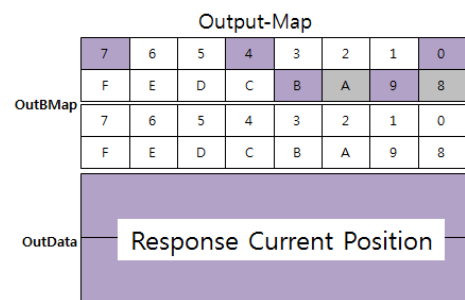 Output-Map
7 6 5 4 3 2 1 0
F E D C B A 9 8
OutBMap
7 6 5 4 3 2 1 0
F E D C B A 9 8
OutData
Response Current Position